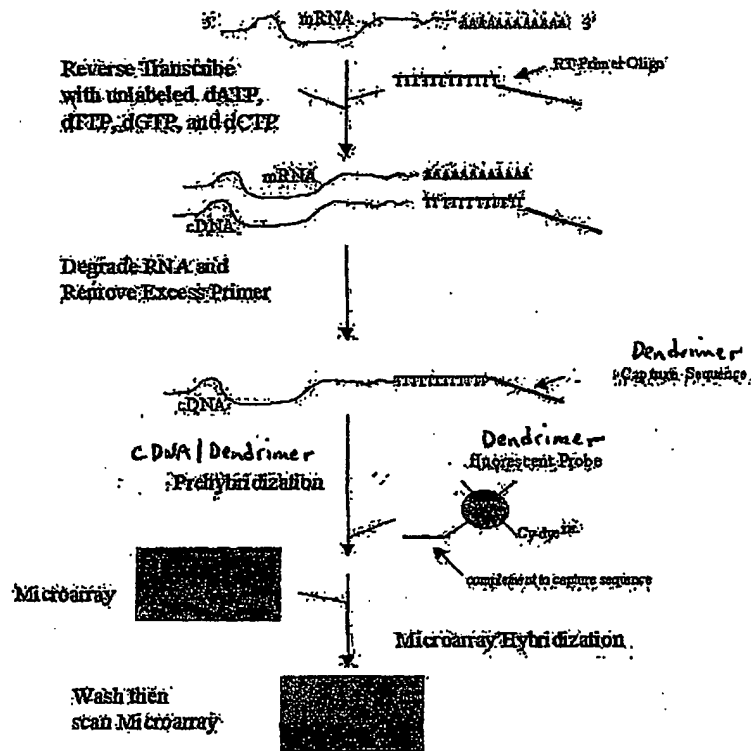 5' mRNA AAAAAAAAAAA 3'
Reverse Transcribe
with unlabeled dATP,
dTTP, dGTP, and dCTP
RT Primer Oligo
TTTTTTTTTTT
mRNA AAAAAAAAAAA
cDNA TTTTTTTTTTT
Degrade RNA and
Remove Excess Primer
Dendrimer
Capture Sequence
cDNA TTTTTTTTTTT
cDNA/Dendrimer
Prehybridization
Dendrimer
fluorescent Probe
Cy dye
complement to capture sequence
Microarray
Microarray Hybridization
Wash then
scan Microarray